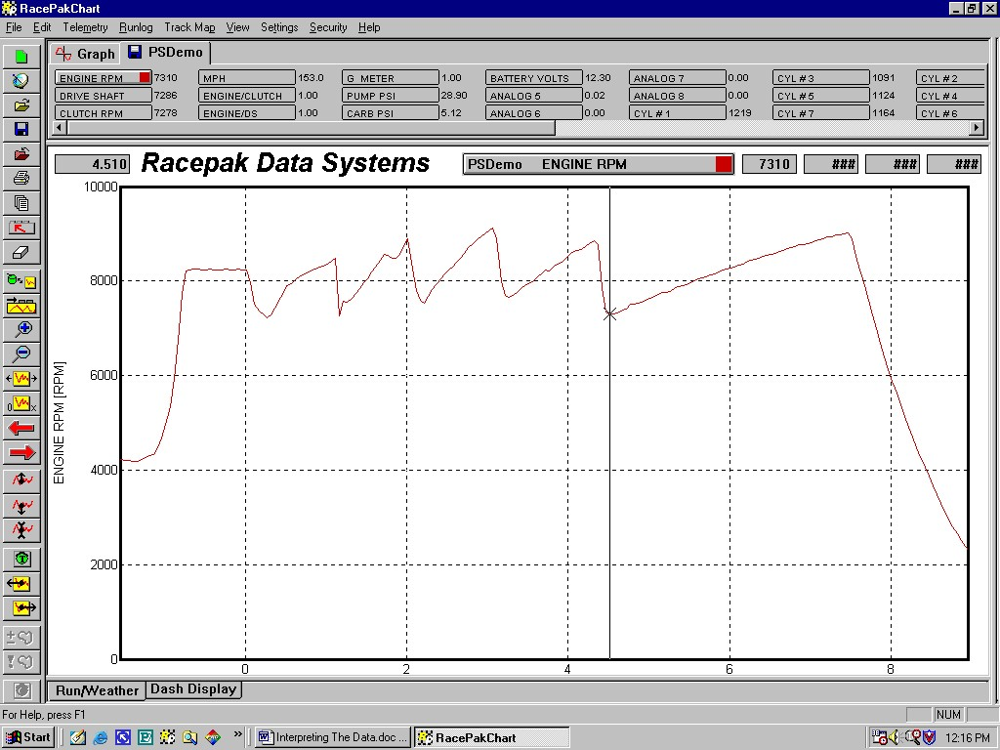 RacePakChart
File Edit Telemetry Runlog Track Map View Settings Security Help
Graph PSDemo
ENGINE RPM 7310 MPH 153.0 G METER 1.00 BATTERY VOLTS 12.30 ANALOG 7 0.00 CYL #3 1091 CYL #2
DRIVE SHAFT 7286 ENGINE/CLUTCH 1.00 PUMP PSI 28.90 ANALOG 5 0.02 ANALOG 8 0.00 CYL #5 1124 CYL #4
CLUTCH RPM 7278 ENGINE/DS 1.00 CARB PSI 5.12 ANALOG 6 0.00 CYL #1 1219 CYL #7 1164 CYL #6
4.510 Racepak Data Systems PSDemo ENGINE RPM 7310 ### ### ###
10000
8000
6000
4000
2000
0
ENGINE RPM [RPM]
0 2 4 6 8
Run/Weather Dash Display
For Help, press F1 NUM
Start » Interpreting The Data.doc ... RacePakChart 12:16 PM